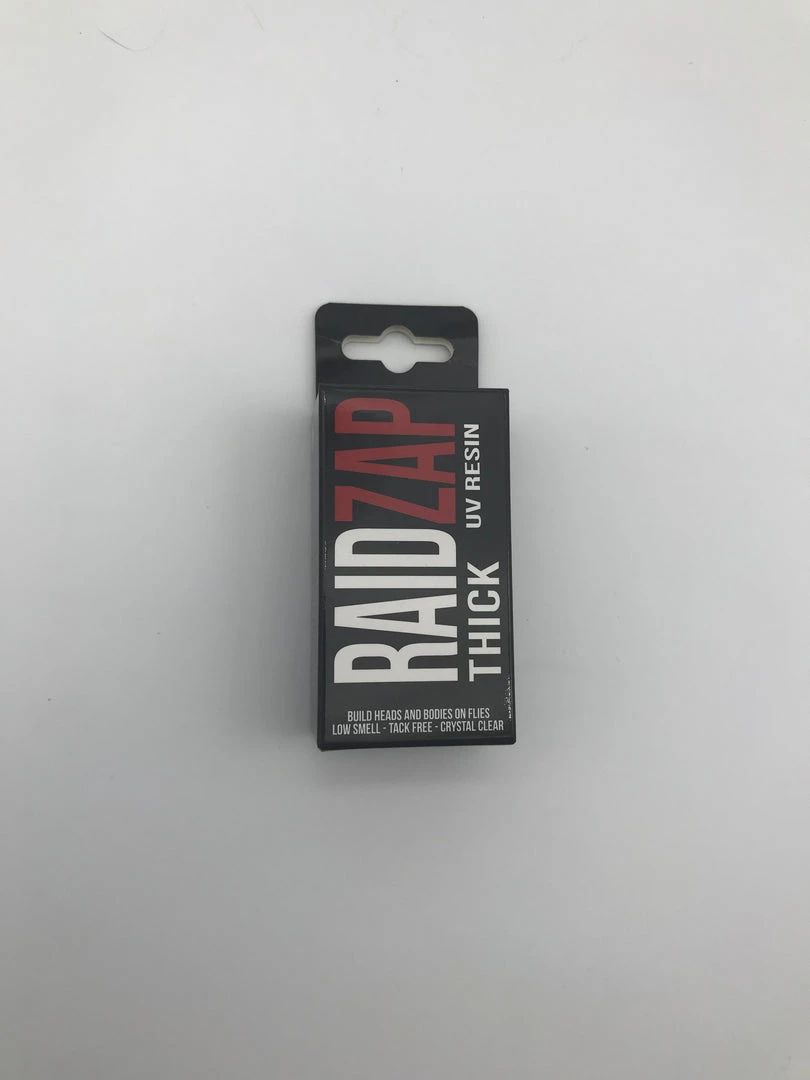 RAIDZAP
THICK UV RESIN
BUILD HEADS AND BODIES ON FLIES
LOW SMELL - TACK FREE - CRYSTAL CLEAR